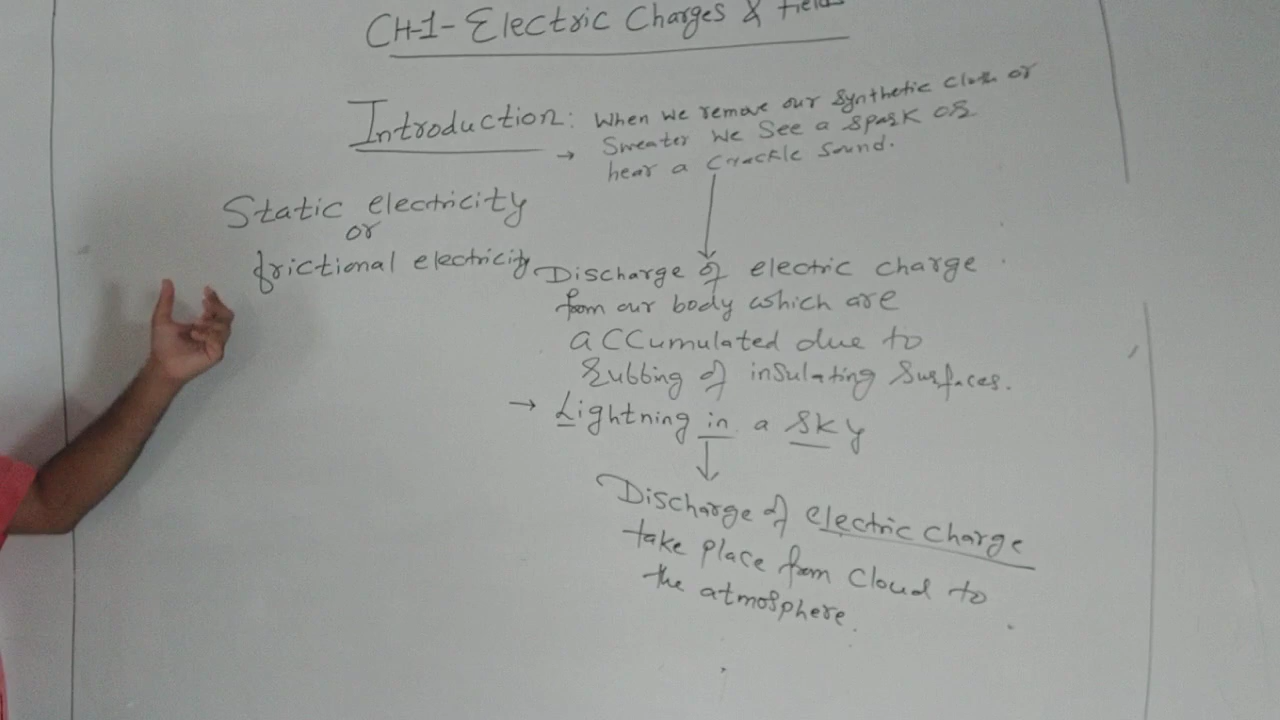 CH-1- Electric Charges & Fields
Introduction: When we remove our synthetic cloth or
→ Sweater we see a spark or
hear a crackle sound.
Static electricity
or
frictional electricity
Discharge of electric charge
from our body which are
accumulated due to
Rubbing of insulating surfaces.
→ Lightning in a sky
Discharge of electric charge
take place from cloud to
the atmosphere.